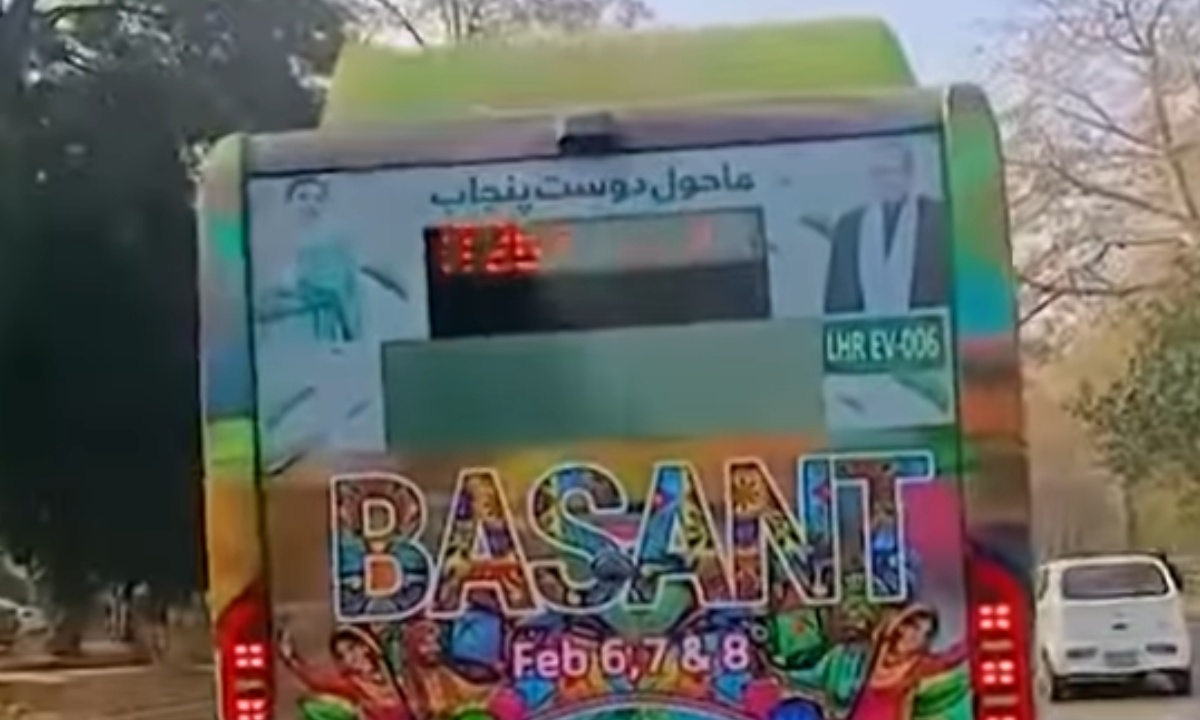 ماحول دوست پنجاب
LHR EV-006
BASANT
Feb 6,7 & 8